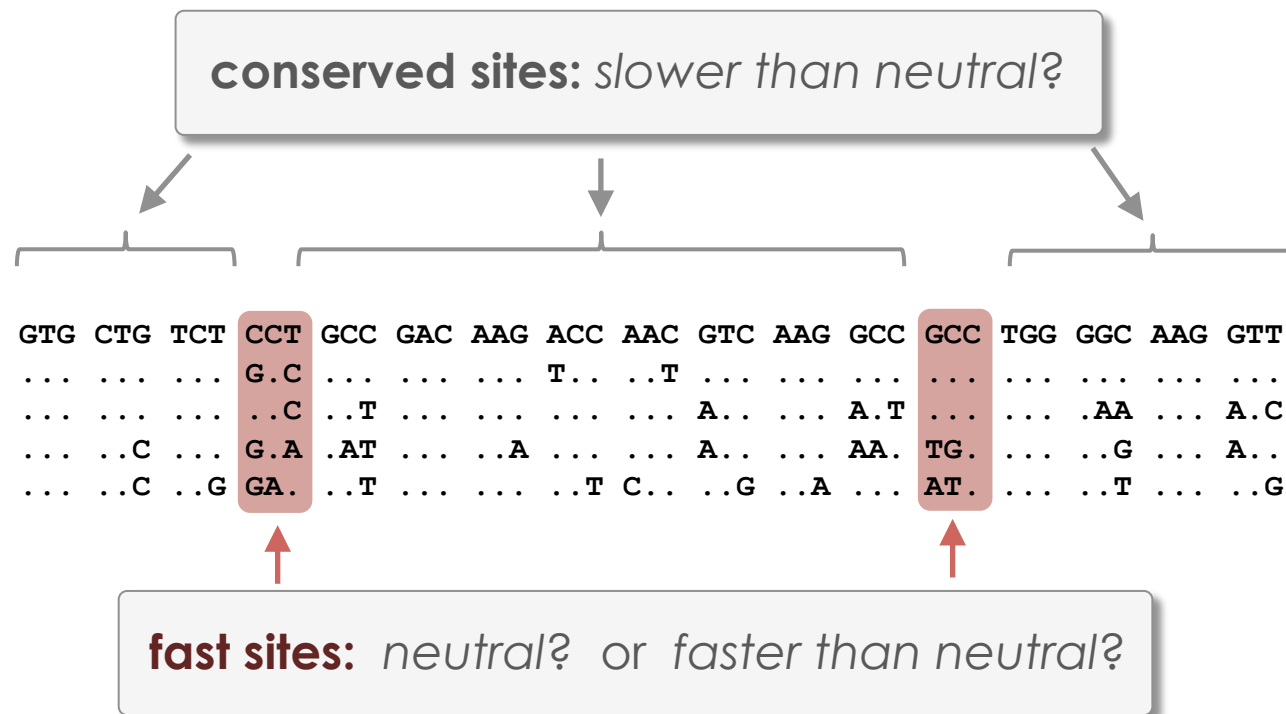 conserved sites: slower than neutral?
GTG CTG TCT CCT GCC GAC AAG ACC AAC GTC AAG GCC GCC TGG GGC AAG GTT
... ... ... G.C ... ... ... T.. ..T ... ... ... ... ... ... ... ...
... ... ... ..C ..T ... ... ... ... A.. ... A.T ... ... .AA ... A.C
... ..C ... G.A .AT ... ..A ... ... A.. ... AA. TG. ... ..G ... A..
... ..C ..G GA. ..T ... ... ..T C.. ..G ..A ... AT. ... ..T ... ..G
fast sites: neutral? or faster than neutral?